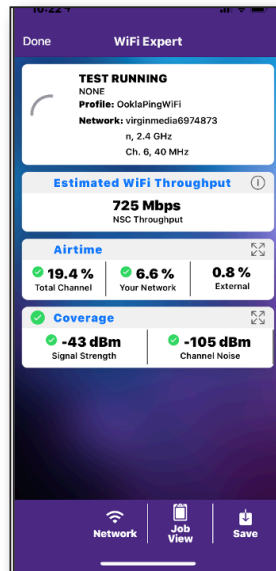 10:22
Done WiFi Expert
TEST RUNNING
NONE
Profile: OoklaPingWiFi
Network: virginmedia6974873
n, 2.4 GHz
Ch. 6, 40 MHz
Estimated WiFi Throughput
725 Mbps
NSC Throughput
Airtime
19.4 % 6.6 % 0.8 %
Total Channel Your Network External
Coverage
-43 dBm -105 dBm
Signal Strength Channel Noise
Network Job View Save